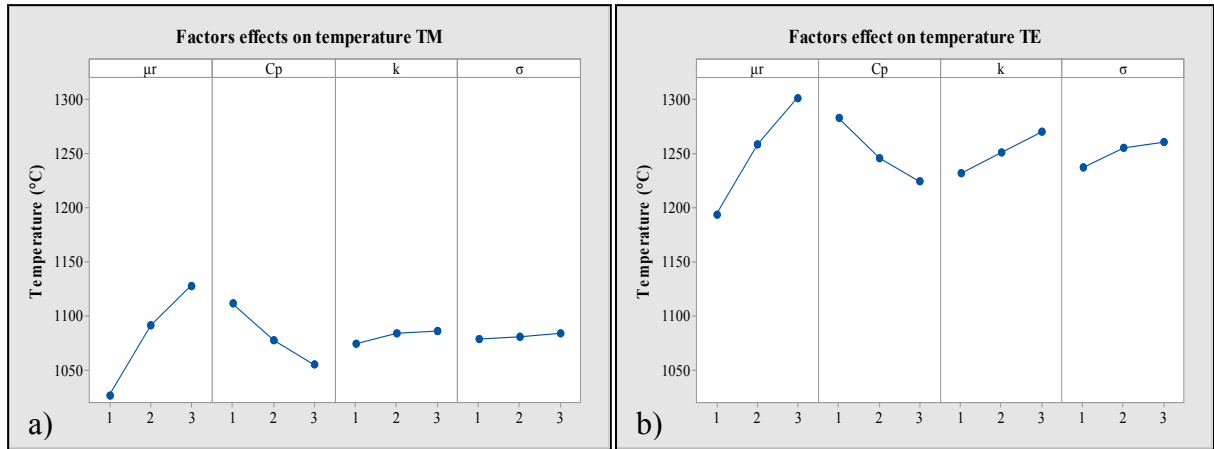 Factors effects on temperature TM
µr Cp k σ
Temperature (°C)
1300
1250
1200
1150
1100
1050
1 2 3 1 2 3 1 2 3 1 2 3
a)
Factors effect on temperature TE
µr Cp k σ
Temperature (°C)
1300
1250
1200
1150
1100
1050
1 2 3 1 2 3 1 2 3 1 2 3
b)